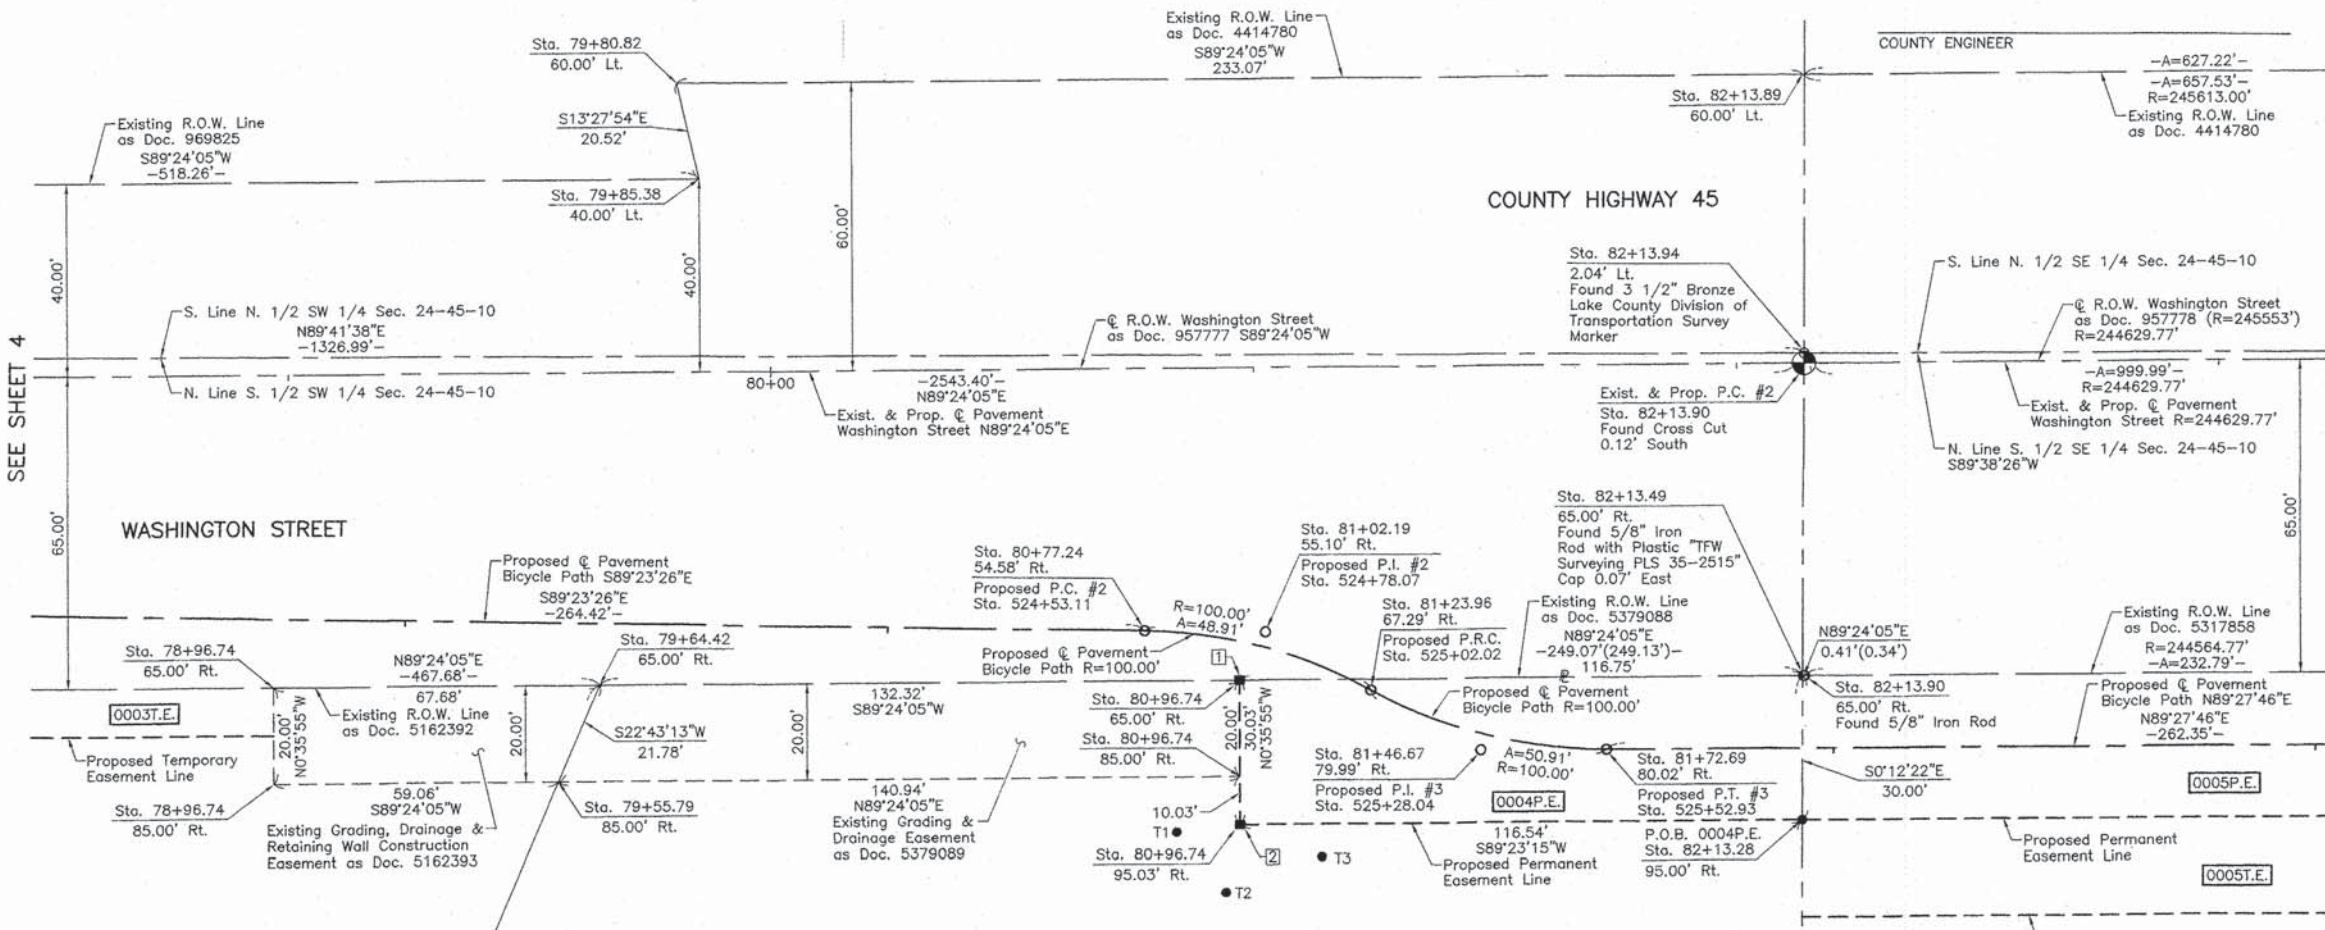 Existing R.O.W. Line
as Doc. 4414780
S89°24'05"W
233.07'
Sta. 79+80.82
60.00' Lt.
COUNTY ENGINEER
-A=627.22'-
-A=657.53'-
R=245613.00'
Existing R.O.W. Line
as Doc. 4414780
Sta. 82+13.89
60.00' Lt.
Existing R.O.W. Line
as Doc. 969825
S89°24'05"W
-518.26'-
S13°27'54"E
20.52'
Sta. 79+85.38
40.00' Lt.
COUNTY HIGHWAY 45
40.00'
40.00'
60.00'
SEE SHEET 4
S. Line N. 1/2 SW 1/4 Sec. 24-45-10
N89°41'38"E
-1326.99'-
N. Line S. 1/2 SW 1/4 Sec. 24-45-10
80+00
℄ R.O.W. Washington Street
as Doc. 957777 S89°24'05"W
-2543.40'-
N89°24'05"E
Exist. & Prop. ℄ Pavement
Washington Street N89°24'05"E
Sta. 82+13.94
2.04' Lt.
Found 3 1/2" Bronze
Lake County Division of
Transportation Survey
Marker
Exist. & Prop. P.C. #2
Sta. 82+13.90
Found Cross Cut
0.12' South
S. Line N. 1/2 SE 1/4 Sec. 24-45-10
℄ R.O.W. Washington Street
as Doc. 957778 (R=245553')
R=244629.77'
-A=999.99'-
R=244629.77'
Exist. & Prop. ℄ Pavement
Washington Street R=244629.77'
N. Line S. 1/2 SE 1/4 Sec. 24-45-10
S89°38'26"W
65.00'
65.00'
WASHINGTON STREET
Proposed ℄ Pavement
Bicycle Path S89°23'26"E
S89°23'26"E
-264.42'-
Sta. 80+77.24
54.58' Rt.
Proposed P.C. #2
Sta. 524+53.11
Sta. 81+02.19
55.10' Rt.
Proposed P.I. #2
Sta. 524+78.07
R=100.00'
A=48.91'
Sta. 81+23.96
67.29' Rt.
Proposed P.R.C.
Sta. 525+02.02
Sta. 82+13.49
65.00' Rt.
Found 5/8" Iron
Rod with Plastic "TFW
Surveying PLS 35-2515"
Cap 0.07' East
Existing R.O.W. Line
as Doc. 5379088
N89°24'05"E
-249.07'(249.13')-
116.75'
℄
N89°24'05"E
0.41'(0.34')
Existing R.O.W. Line
as Doc. 5317858
R=244564.77'
-A=232.79'-
Sta. 78+96.74
65.00' Rt.
N89°24'05"E
-467.68'-
67.68'
Existing R.O.W. Line
as Doc. 5162392
Sta. 79+64.42
65.00' Rt.
132.32'
S89°24'05"W
Proposed ℄ Pavement
Bicycle Path R=100.00'
1
Sta. 80+96.74
65.00' Rt.
Proposed ℄ Pavement
Bicycle Path R=100.00'
Sta. 82+13.90
65.00' Rt.
Found 5/8" Iron Rod
Proposed ℄ Pavement
Bicycle Path N89°27'46"E
N89°27'46"E
-262.35'-
0003T.E.
Proposed Temporary
Easement Line
20.00'
N0°35'55"W
20.00'
S22°43'13"W
21.78'
20.00'
Sta. 80+96.74
85.00' Rt.
20.00'
30.03'
N0°35'55"W
Sta. 81+46.67
79.99' Rt.
Proposed P.I. #3
Sta. 525+28.04
A=50.91'
R=100.00'
0004P.E.
Sta. 81+72.69
80.02' Rt.
Proposed P.T. #3
Sta. 525+52.93
P.O.B. 0004P.E.
Sta. 82+13.28
95.00' Rt.
S0°12'22"E
30.00'
0005P.E.
Sta. 78+96.74
85.00' Rt.
59.06'
S89°24'05"W
Existing Grading, Drainage &
Retaining Wall Construction
Easement as Doc. 5162393
Sta. 79+55.79
85.00' Rt.
140.94'
N89°24'05"E
Existing Grading &
Drainage Easement
as Doc. 5379089
10.03'
T1
Sta. 80+96.74
95.03' Rt.
2
T3
T2
116.54'
S89°23'15"W
Proposed Permanent
Easement Line
Proposed Permanent
Easement Line
0005T.E.